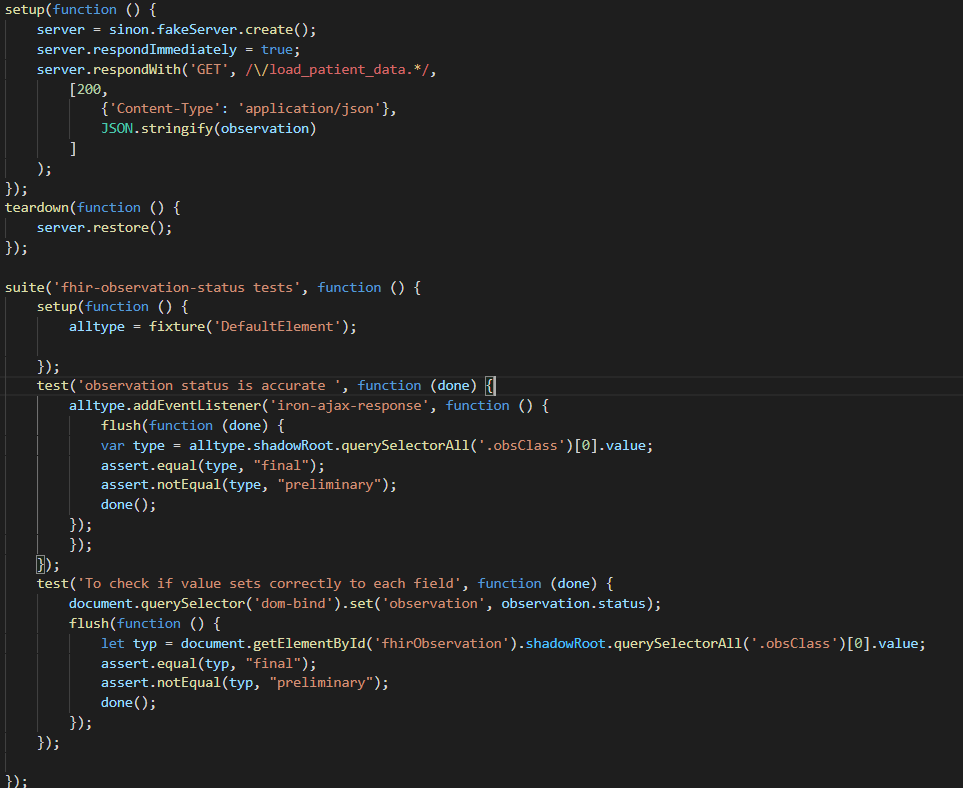 setup(function () {
    server = sinon.fakeServer.create();
    server.respondImmediately = true;
    server.respondWith('GET', /\/load_patient_data.*/,
        [200,
            {'Content-Type': 'application/json'},
            JSON.stringify(observation)
        ]
    );
});
teardown(function () {
    server.restore();
});

suite('fhir-observation-status tests', function () {
    setup(function () {
        alltype = fixture('DefaultElement');

    });
    test('observation status is accurate ', function (done) {
        alltype.addEventListener('iron-ajax-response', function () {
            flush(function (done) {
            var type = alltype.shadowRoot.querySelectorAll('.obsClass')[0].value;
            assert.equal(type, "final");
            assert.notEqual(type, "preliminary");
            done();
        });
        });
    });
    test('To check if value sets correctly to each field', function (done) {
        document.querySelector('dom-bind').set('observation', observation.status);
        flush(function () {
            let typ = document.getElementById('fhirObservation').shadowRoot.querySelectorAll('.obsClass')[0].value;
            assert.equal(typ, "final");
            assert.notEqual(typ, "preliminary");
            done();
        });
    });

});